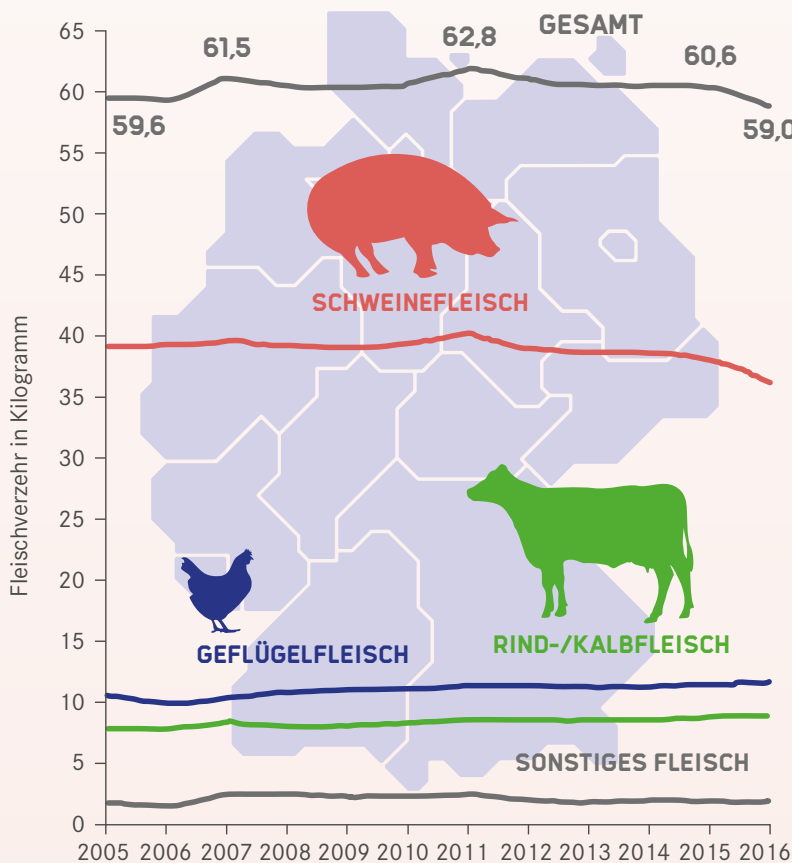 GESAMT
61,5
62,8
60,6
59,6
59,0
SCHWEINEFLEISCH
GEFLÜGELFLEISCH
RIND-/KALBFLEISCH
SONSTIGES FLEISCH
Fleischverzehr in Kilogramm
65
60
55
50
45
40
35
30
25
20
15
10
5
0
2005 2006 2007 2008 2009 2010 2011 2012 2013 2014 2015 2016